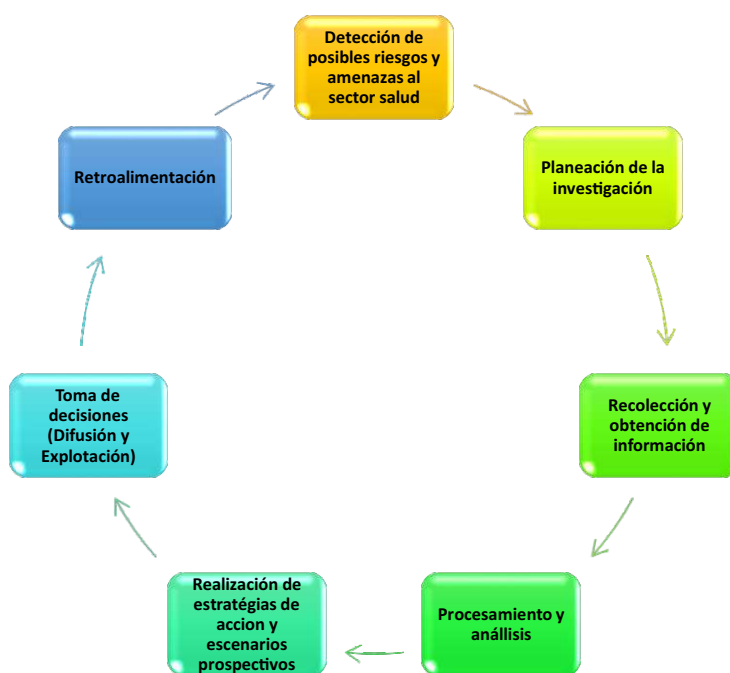 Detección de
posibles riesgos y
amenazas al
sector salud
Planeación de la
investigación
Recolección y
obtención de
información
Procesamiento y
anállisis
Realización de
estratégias de
accion y
escenarios
prospectivos
Toma de
decisiones
(Difusión y
Explotación)
Retroalimentación